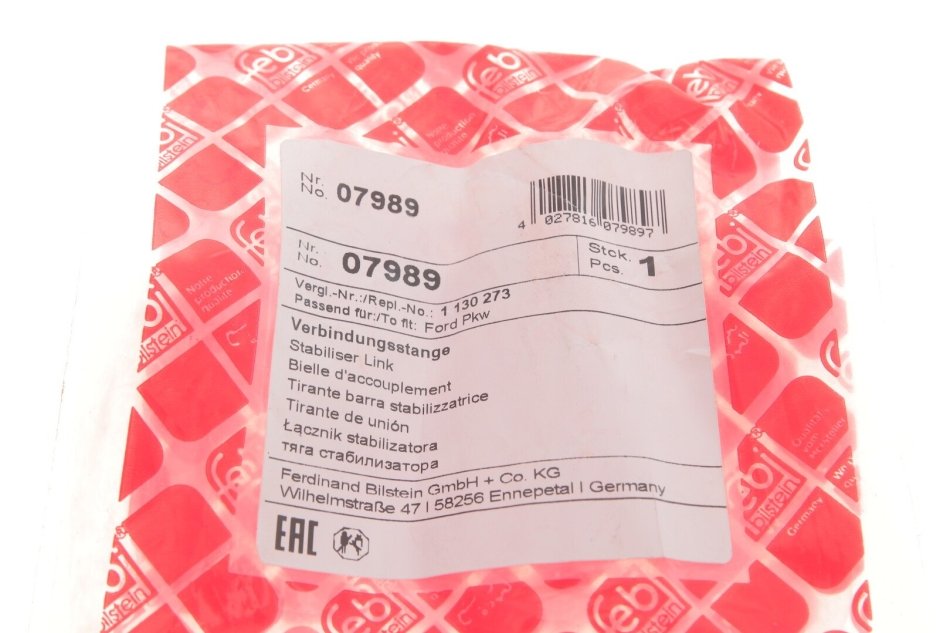 Nr.
No. 07989
4 027816 079897
Nr.
No. 07989
Stck.
Pcs. 1
Vergl.-Nr.:/Repl.-No.: 1 130 273
Passend für:/To fit: Ford Pkw
Verbindungsstange
Stabiliser Link
Bielle d'accouplement
Tirante barra stabilizzatrice
Tirante de unión
Łącznik stabilizatora
тяга стабилизатора
Ferdinand Bilstein GmbH + Co. KG
Wilhelmstraße 47 | 58256 Ennepetal | Germany
EAC
febi
bilstein